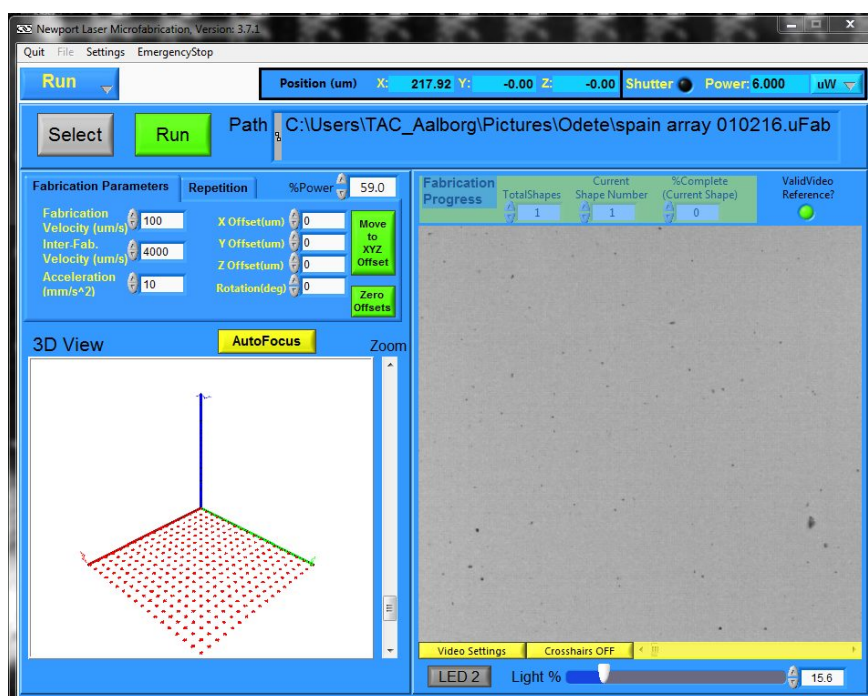 Newport Laser Microfabrication, Version: 3.7.1
Quit File Settings EmergencyStop
Run Position (um) X: 217.92 Y: -0.00 Z: -0.00 Shutter Power: 6.000 uW
Select Run Path C:\Users\TAC_Aalborg\Pictures\Odete\spain array 010216.uFab
Fabrication Parameters Repetition %Power 59.0
Fabrication Velocity (um/s) 100
Inter-Fab. Velocity (um/s) 4000
Acceleration (mm/s^2) 10
X Offset(um) 0
Y Offset(um) 0
Z Offset(um) 0
Rotation(deg) 0
Move to XYZ Offset
Zero Offsets
Fabrication Progress
TotalShapes 1
Current Shape Number 1
%Complete (Current Shape) 0
ValidVideo Reference?
3D View AutoFocus Zoom
Video Settings Crosshairs OFF
LED 2 Light % 15.6